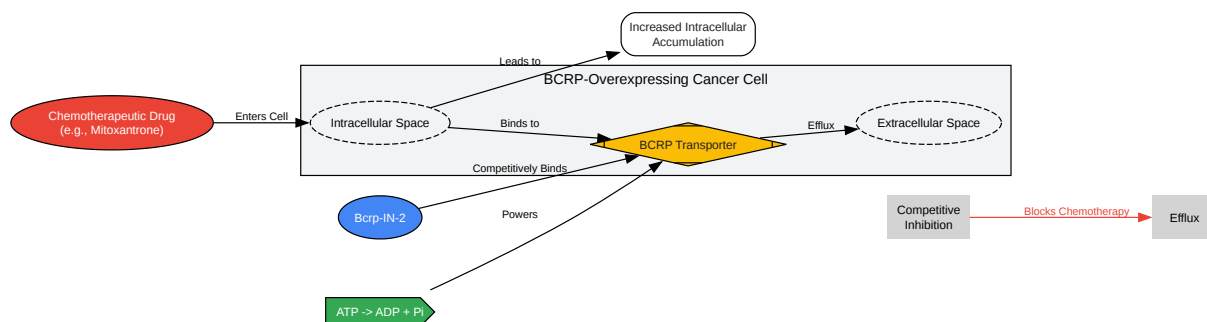 Increased Intracellular
Accumulation
Leads to
BCRP-Overexpressing Cancer Cell
Chemotherapeutic Drug
(e.g., Mitoxantrone)
Enters Cell
Intracellular Space
Binds to
BCRP Transporter
Efflux
Extracellular Space
Competitively Binds
Bcrp-IN-2
Powers
Competitive
Inhibition
Blocks Chemotherapy
Efflux
ATP -> ADP + Pi